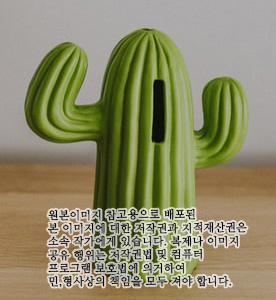 원본이미지 참고용으로 배포된
본 이미지에 대한 저작권과 지적재산권은
소속 작가에게 있습니다. 복제나 이미지
공유 행위는 저작권법 및 컴퓨터
프로그램 보호법에 의거하여
민,형사상의 책임을 모두 져야 합니다.